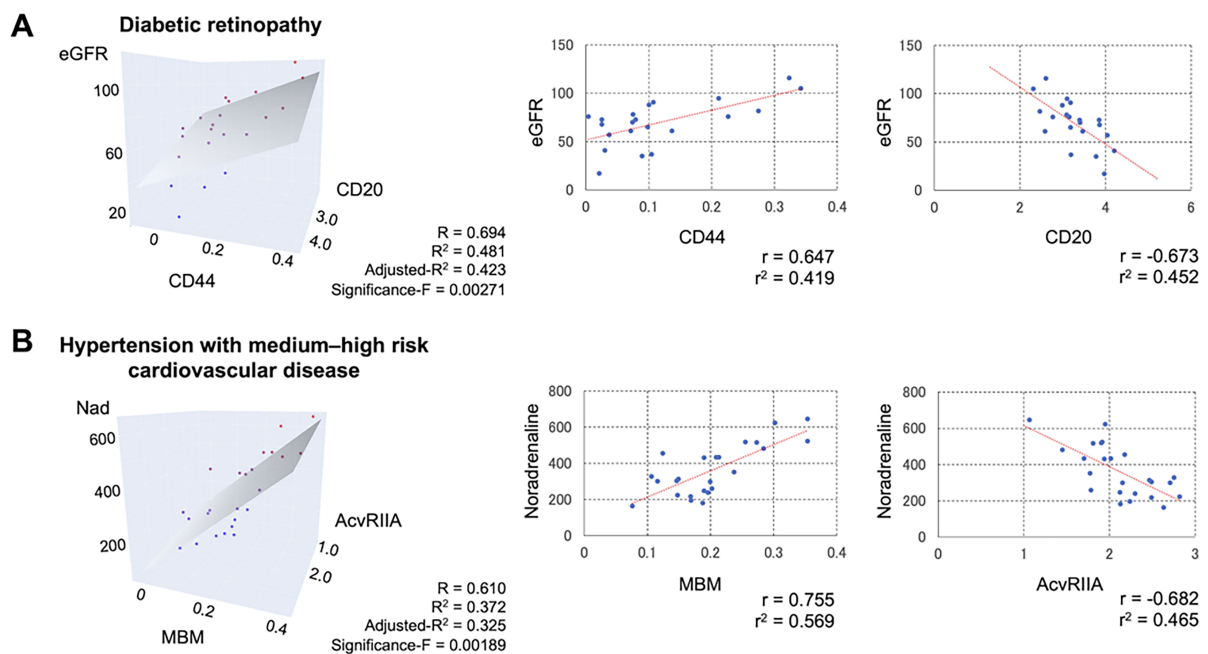 A
Diabetic retinopathy
eGFR
100
60
20
0
0.2
0.4
CD44
CD20
3.0
4.0
R = 0.694
R² = 0.481
Adjusted-R² = 0.423
Significance-F = 0.00271
150
100
50
0
eGFR
0
0.1
0.2
0.3
0.4
CD44
r = 0.647
r² = 0.419
150
100
50
0
eGFR
0
2
4
6
CD20
r = -0.673
r² = 0.452
B
Hypertension with medium–high risk
cardiovascular disease
Nad
600
400
200
0
0.2
0.4
MBM
AcvRIIA
1.0
2.0
R = 0.610
R² = 0.372
Adjusted-R² = 0.325
Significance-F = 0.00189
800
600
400
200
0
Noradrenaline
0
0.1
0.2
0.3
0.4
MBM
r = 0.755
r² = 0.569
800
600
400
200
0
Noradrenaline
0
1
2
3
AcvRIIA
r = -0.682
r² = 0.465